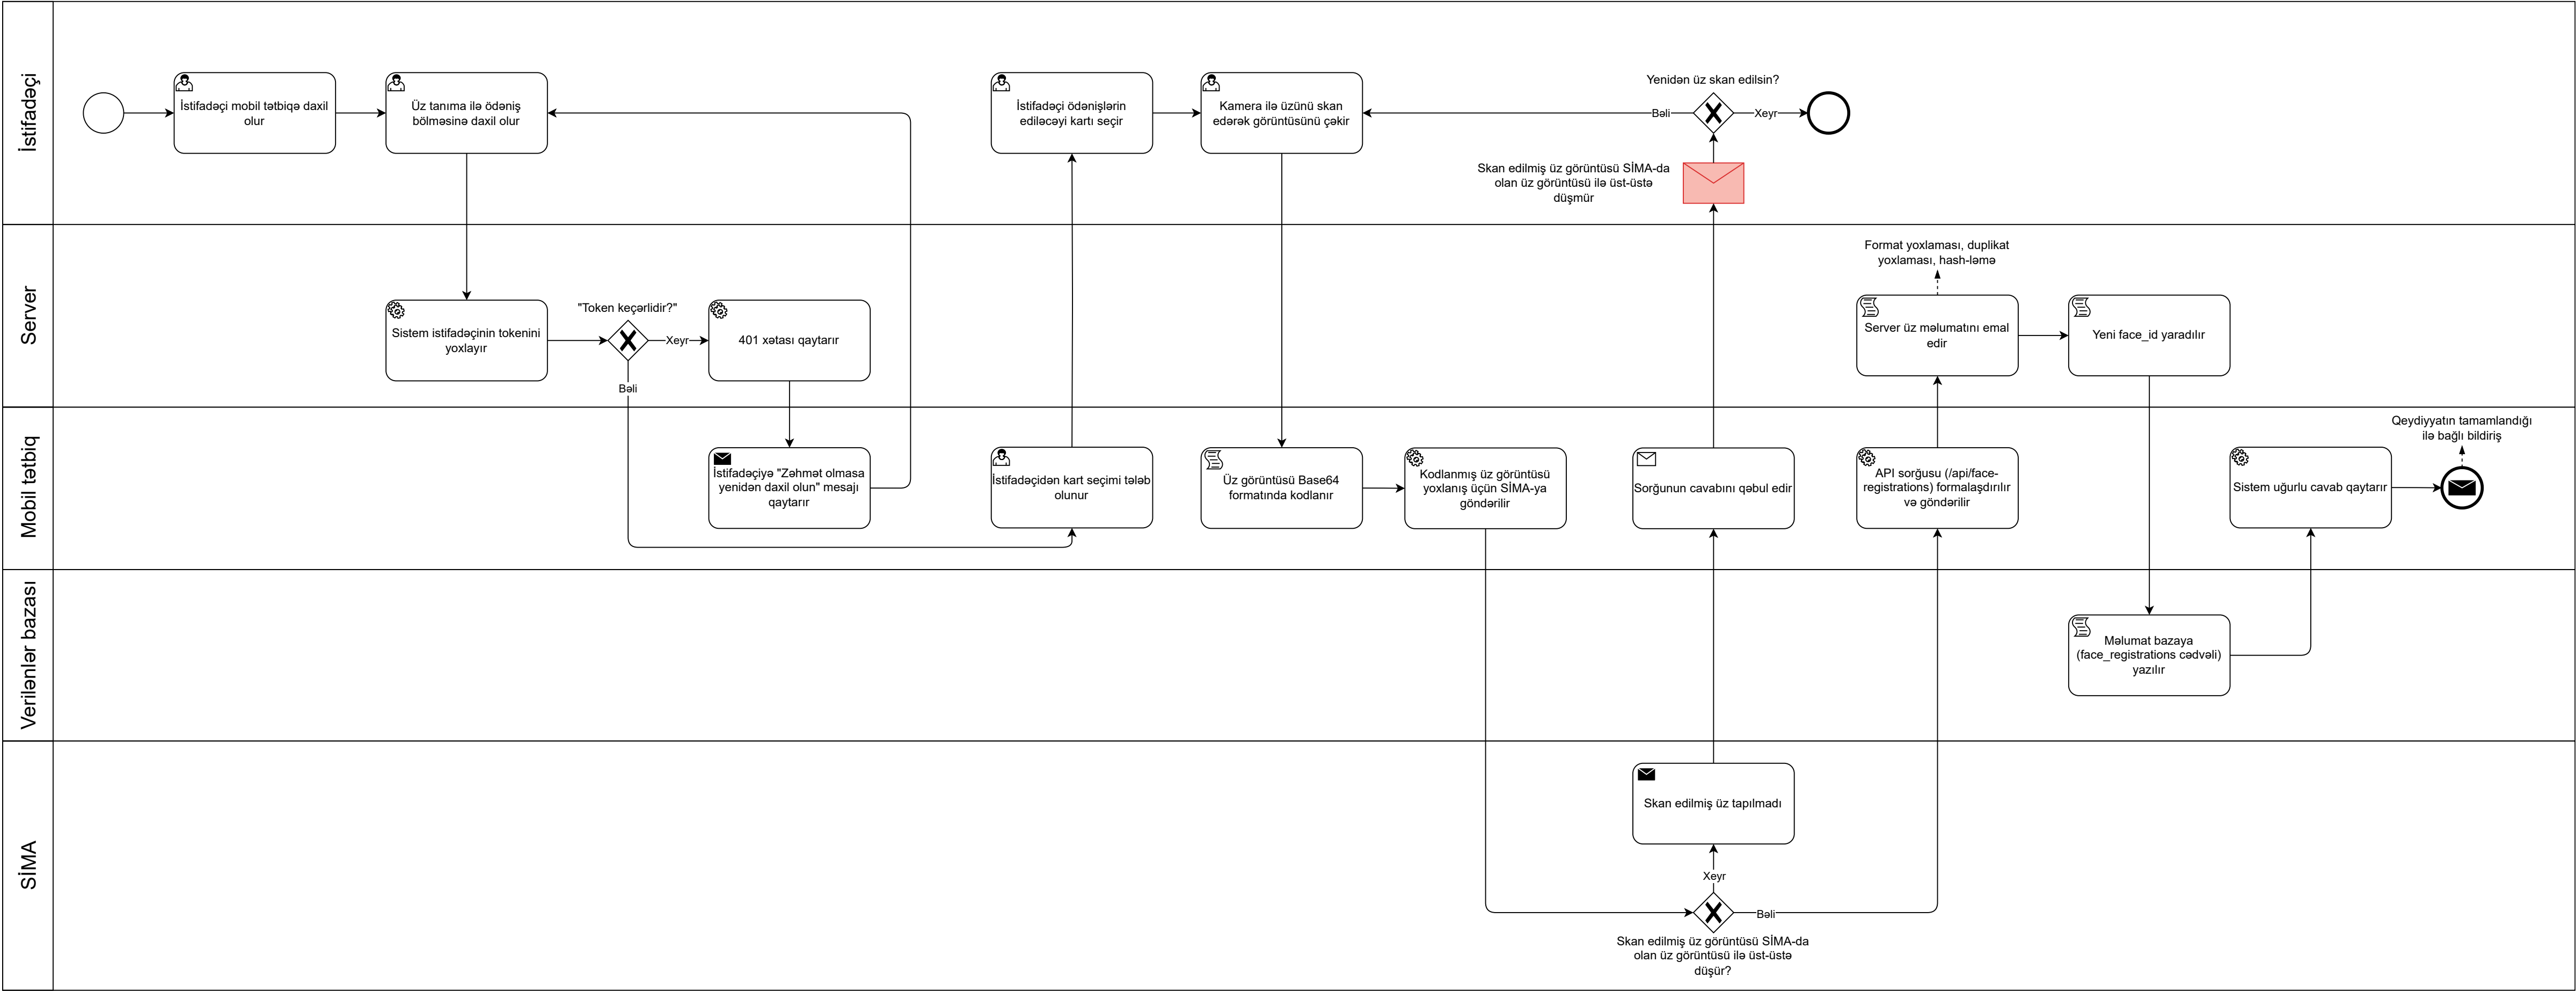 İstifadəçi
İstifadəçi mobil tətbiqə daxil
olur
Üz tanıma ilə ödəniş
bölməsinə daxil olur
İstifadəçi ödənişlərin
ediləcəyi kartı seçir
Kamera ilə üzünü skan
edərək görüntüsünü çəkir
Yenidən üz skan edilsin?
Bəli
Xeyr
Skan edilmiş üz görüntüsü SİMA-da
olan üz görüntüsü ilə üst-üstə
düşmür
Server
Sistem istifadəçinin tokenini
yoxlayır
"Token keçərlidir?"
Xeyr
Bəli
401 xətası qaytarır
Format yoxlaması, duplikat
yoxlaması, hash-ləmə
Server üz məlumatını emal
edir
Yeni face_id yaradılır
Mobil tətbiq
İstifadəçiyə "Zəhmət olmasa
yenidən daxil olun" mesajı
qaytarır
İstifadəçidən kart seçimi tələb
olunur
Üz görüntüsü Base64
formatında kodlanır
Kodlanmış üz görüntüsü
yoxlanış üçün SİMA-ya
göndərilir
Sorğunun cavabını qəbul edir
API sorğusu (/api/face-
registrations) formalaşdırılır
və göndərilir
Sistem uğurlu cavab qaytarır
Qeydiyyatın tamamlandığı
ilə bağlı bildiriş
Verilənlər bazası
Məlumat bazaya
(face_registrations cədvəli)
yazılır
SİMA
Skan edilmiş üz tapılmadı
Xeyr
Bəli
Skan edilmiş üz görüntüsü SİMA-da
olan üz görüntüsü ilə üst-üstə
düşür?